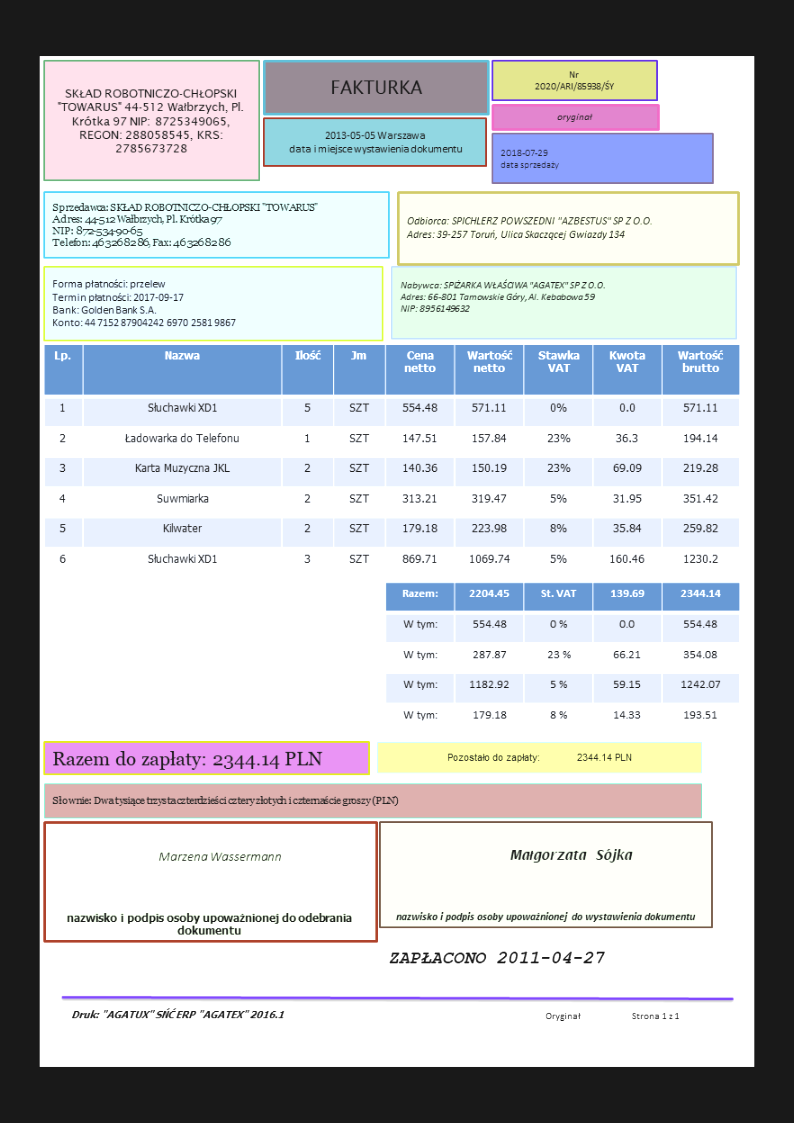 SKŁAD ROBOTNICZO-CHŁOPSKI
"TOWARUS" 44-512 Wałbrzych, Pl.
Krótka 97 NIP: 8725349065,
REGON: 288058545, KRS:
2785673728
FAKTURKA
2013-05-05 Warszawa
data i miejsce wystawienia dokumentu
Nr
2020/ARI/85938/ŚY
oryginał
2018-07-29
data sprzedaży
Sprzedawca: SKŁAD ROBOTNICZO-CHŁOPSKI "TOWARUS"
Adres: 44-512 Wałbrzych, Pl. Krótka 97
NIP: 872-534-90-65
Telefon: 463268286, Fax: 463268286
Odbiorca: SPICHLERZ POWSZEDNI "AZBESTUS" SP Z O.O.
Adres: 39-257 Toruń, Ulica Skaczącej Gwiazdy 134
Forma płatności: przelew
Termin płatności: 2017-09-17
Bank: Golden Bank S.A.
Konto: 44 7152 8790 4242 6970 2581 9867
Nabywca: SPIŻARKA WŁAŚCIWA "AGATEX" SP Z O.O.
Adres: 66-801 Tarnowskie Góry, Al. Kebabowa 59
NIP: 8956149632
Lp. Nazwa Ilość Jm Cena netto Wartość netto Stawka VAT Kwota VAT Wartość brutto
1 Słuchawki XD1 5 SZT 554.48 571.11 0% 0.0 571.11
2 Ładowarka do Telefonu 1 SZT 147.51 157.84 23% 36.3 194.14
3 Karta Muzyczna JKL 2 SZT 140.36 150.19 23% 69.09 219.28
4 Suwmiarka 2 SZT 313.21 319.47 5% 31.95 351.42
5 Kilwater 2 SZT 179.18 223.98 8% 35.84 259.82
6 Słuchawki XD1 3 SZT 869.71 1069.74 5% 160.46 1230.2
Razem: 2204.45 St. VAT 139.69 2344.14
W tym: 554.48 0 % 0.0 554.48
W tym: 287.87 23 % 66.21 354.08
W tym: 1182.92 5 % 59.15 1242.07
W tym: 179.18 8 % 14.33 193.51
Razem do zapłaty: 2344.14 PLN
Pozostało do zapłaty: 2344.14 PLN
Słownie: Dwa tysiące trzysta czterdzieści cztery złotych i czternaście groszy (PLN)
Marzena Wassermann
nazwisko i podpis osoby upoważnionej do odebrania
dokumentu
Małgorzata Sójka
nazwisko i podpis osoby upoważnionej do wystawienia dokumentu
ZAPŁACONO 2011-04-27
Druk: "AGATUX" SŃĆ ERP "AGATEX" 2016.1
Oryginał Strona 1 z 1